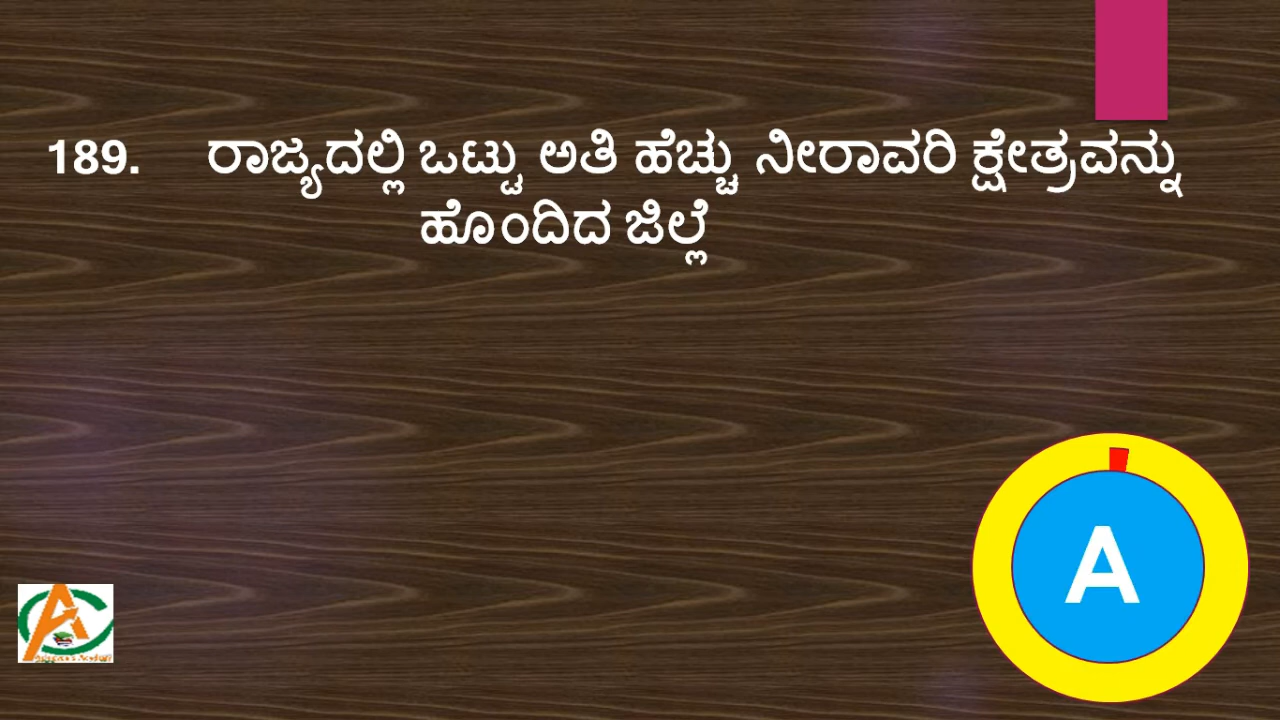 189. ರಾಜ್ಯದಲ್ಲಿ ಒಟ್ಟು ಅತಿ ಹೆಚ್ಚು ನೀರಾವರಿ ಕ್ಷೇತ್ರವನ್ನು
ಹೊಂದಿದ ಜಿಲ್ಲೆ
A